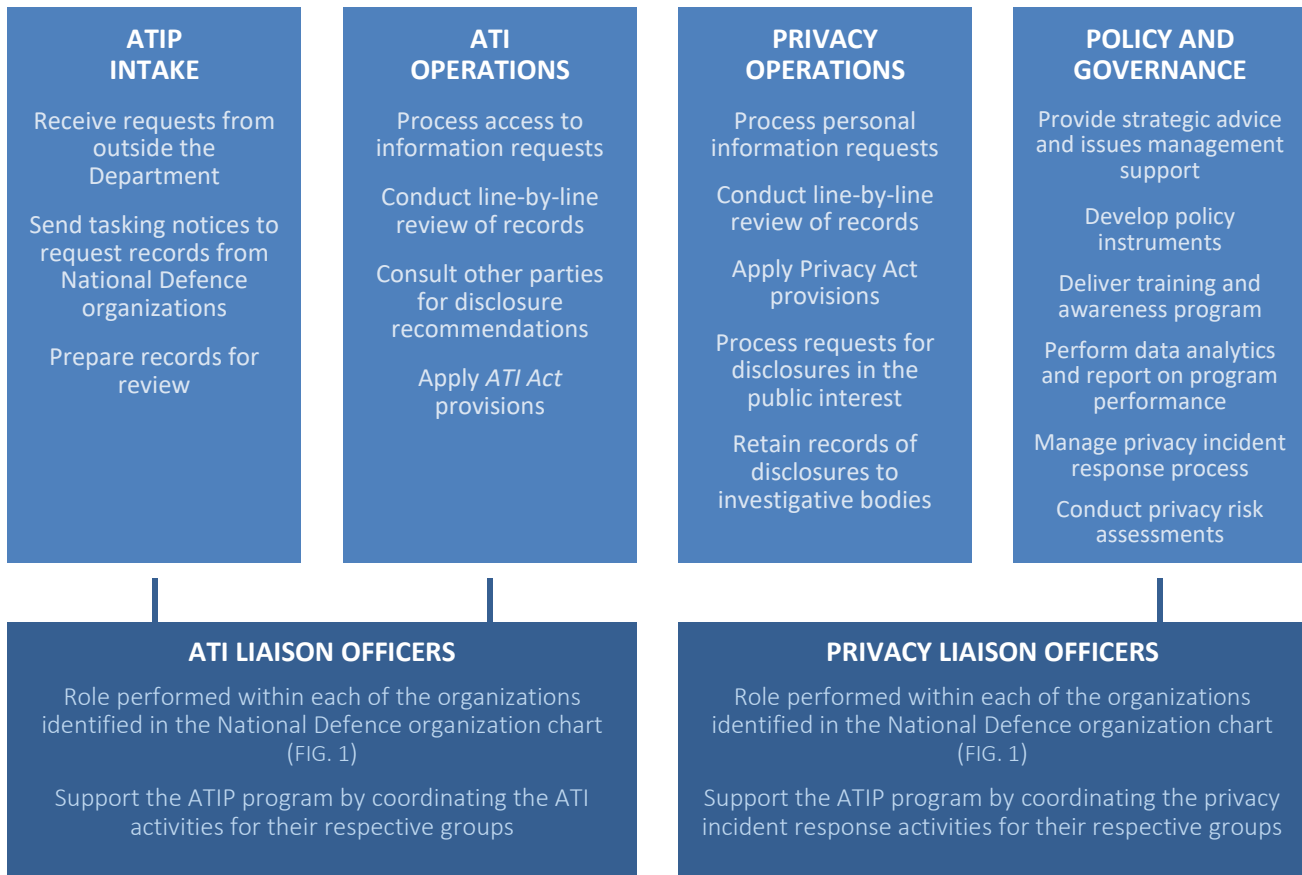 ATIP
INTAKE
Receive requests from
outside the
Department
Send tasking notices to
request records from
National Defence
organizations
Prepare records for
review
ATI
OPERATIONS
Process access to
information requests
Conduct line-by-line
review of records
Consult other parties
for disclosure
recommendations
Apply ATI Act
provisions
PRIVACY
OPERATIONS
Process personal
information requests
Conduct line-by-line
review of records
Apply Privacy Act
provisions
Process requests for
disclosures in the
public interest
Retain records of
disclosures to
investigative bodies
POLICY AND
GOVERNANCE
Provide strategic advice
and issues management
support
Develop policy
instruments
Deliver training and
awareness program
Perform data analytics
and report on program
performance
Manage privacy incident
response process
Conduct privacy risk
assessments
ATI LIAISON OFFICERS
Role performed within each of the organizations
identified in the National Defence organization chart
(FIG. 1)
Support the ATIP program by coordinating the ATI
activities for their respective groups
PRIVACY LIAISON OFFICERS
Role performed within each of the organizations
identified in the National Defence organization chart
(FIG. 1)
Support the ATIP program by coordinating the privacy
incident response activities for their respective groups